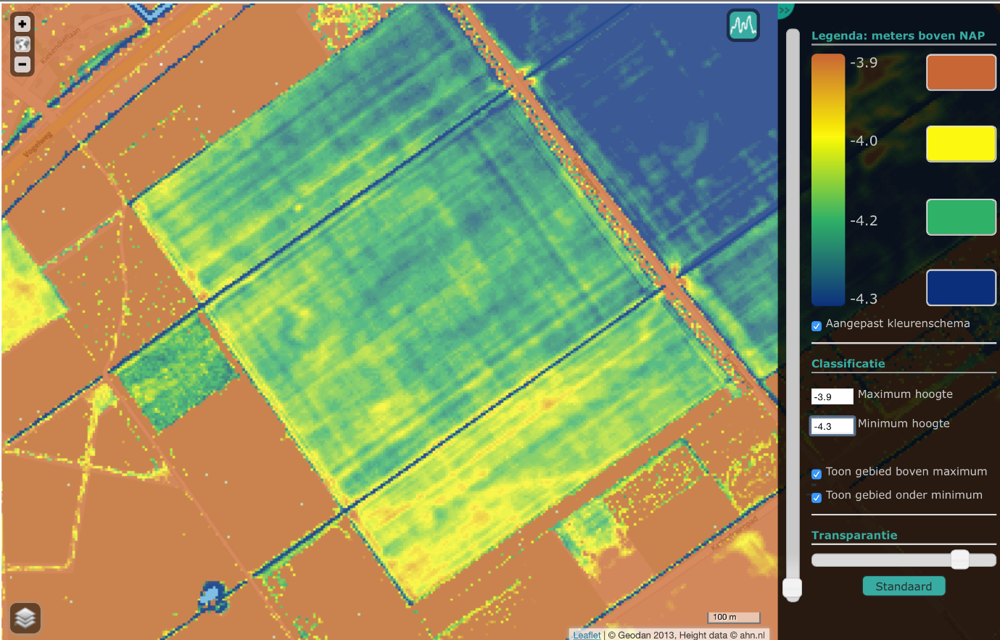 +
−
Kiekendieflaan
Vogelweg
>>
Legenda: meters boven NAP
-3.9
-4.0
-4.2
-4.3
Aangepast kleurenschema
Classificatie
-3.9 Maximum hoogte
-4.3 Minimum hoogte
Toon gebied boven maximum
Toon gebied onder minimum
Transparantie
Standaard
100 m
Leaflet | © Geodan 2013, Height data © ahn.nl